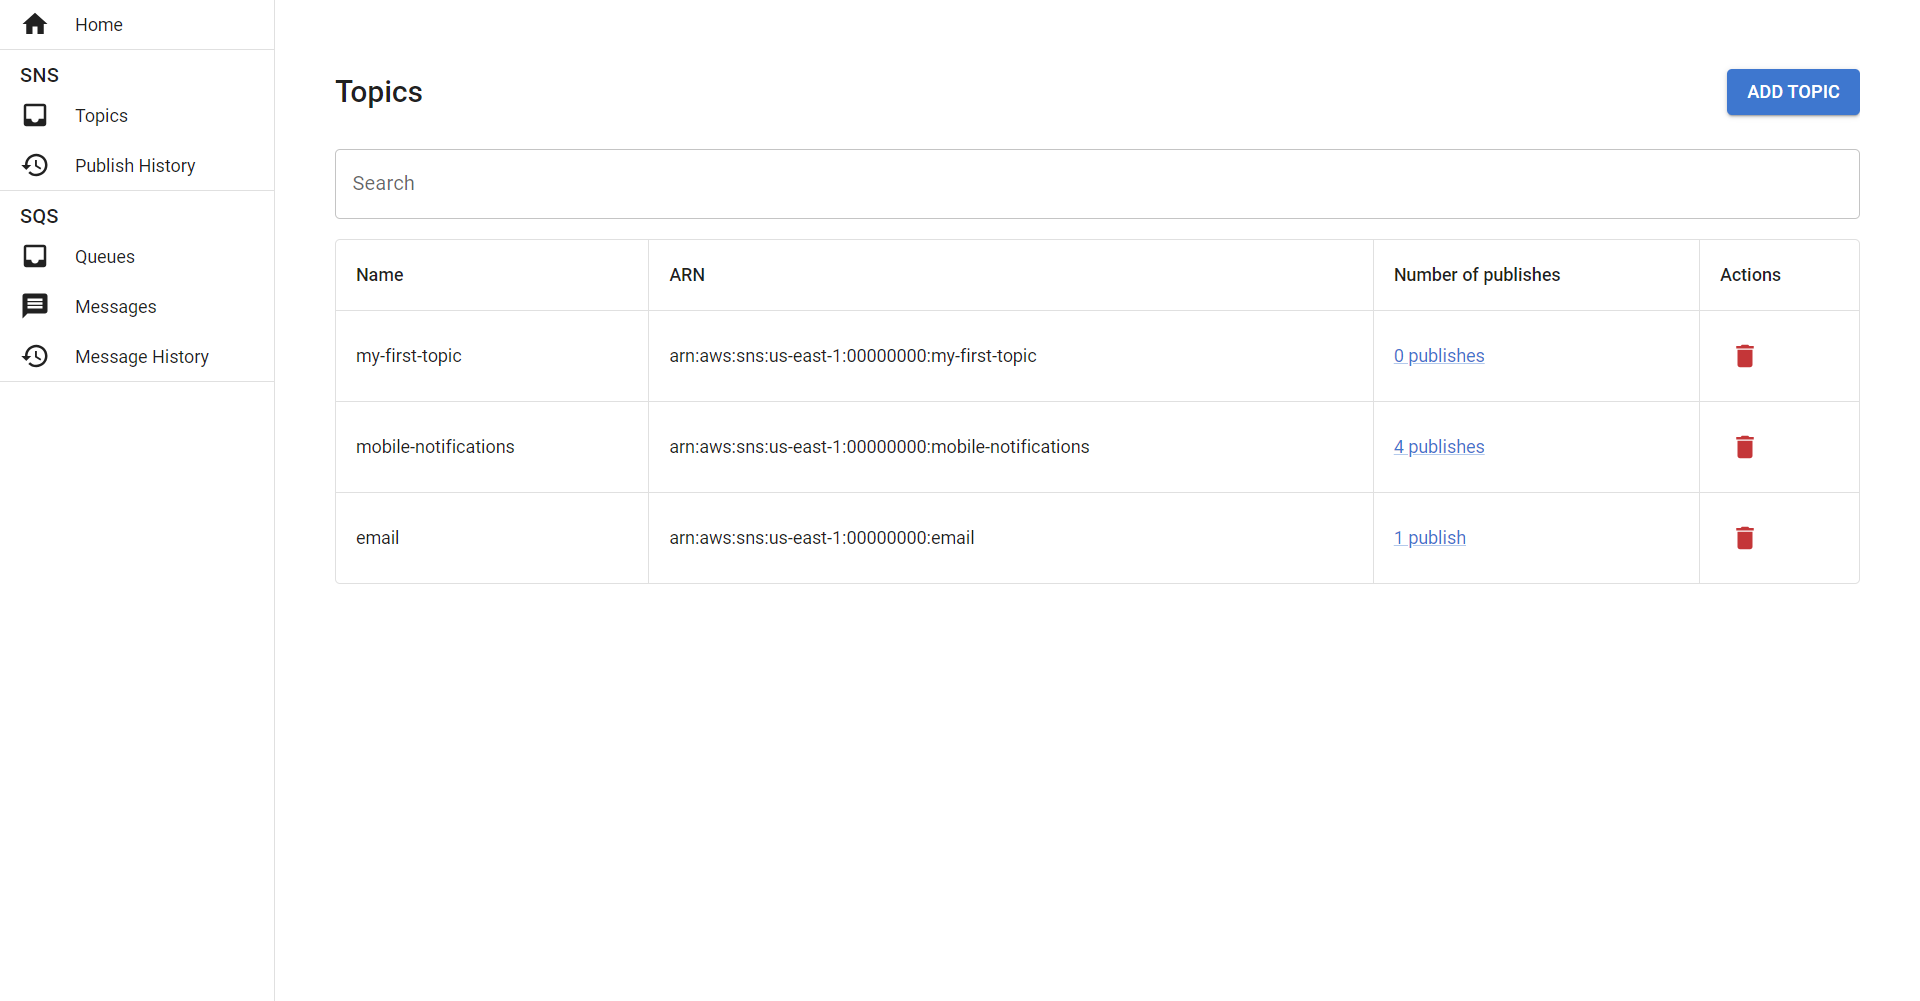 Home
SNS
Topics
Publish History
SQS
Queues
Messages
Message History
Topics
ADD TOPIC
Search
Name ARN Number of publishes Actions
my-first-topic arn:aws:sns:us-east-1:00000000:my-first-topic 0 publishes
mobile-notifications arn:aws:sns:us-east-1:00000000:mobile-notifications 4 publishes
email arn:aws:sns:us-east-1:00000000:email 1 publish